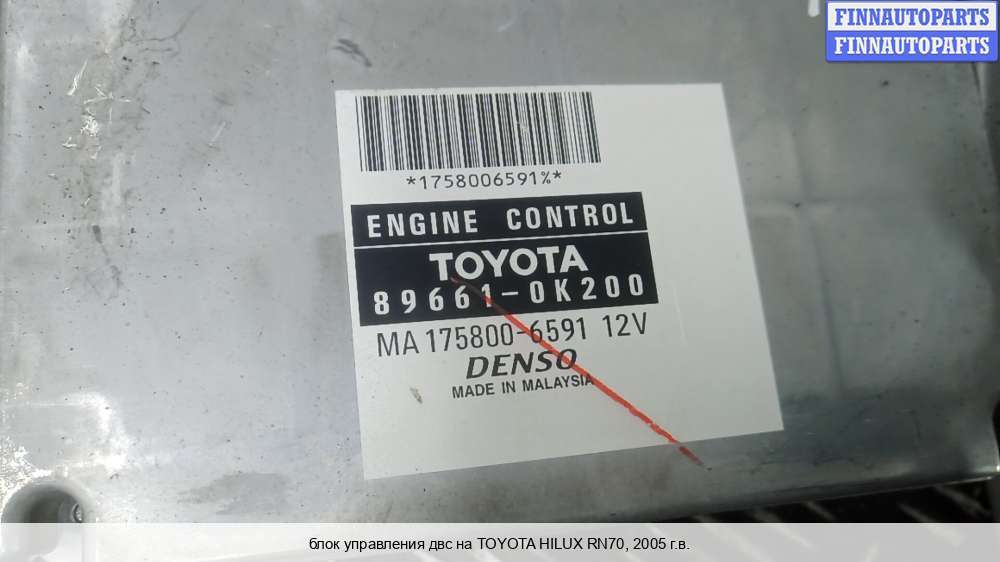 FINNAUTOPARTS
FINNAUTOPARTS
*1758006591%*
ENGINE CONTROL
TOYOTA
89661-0K200
MA 175800-6591 12V
DENSO
MADE IN MALAYSIA
блок управления двс на TOYOTA HILUX RN70, 2005 г.в.